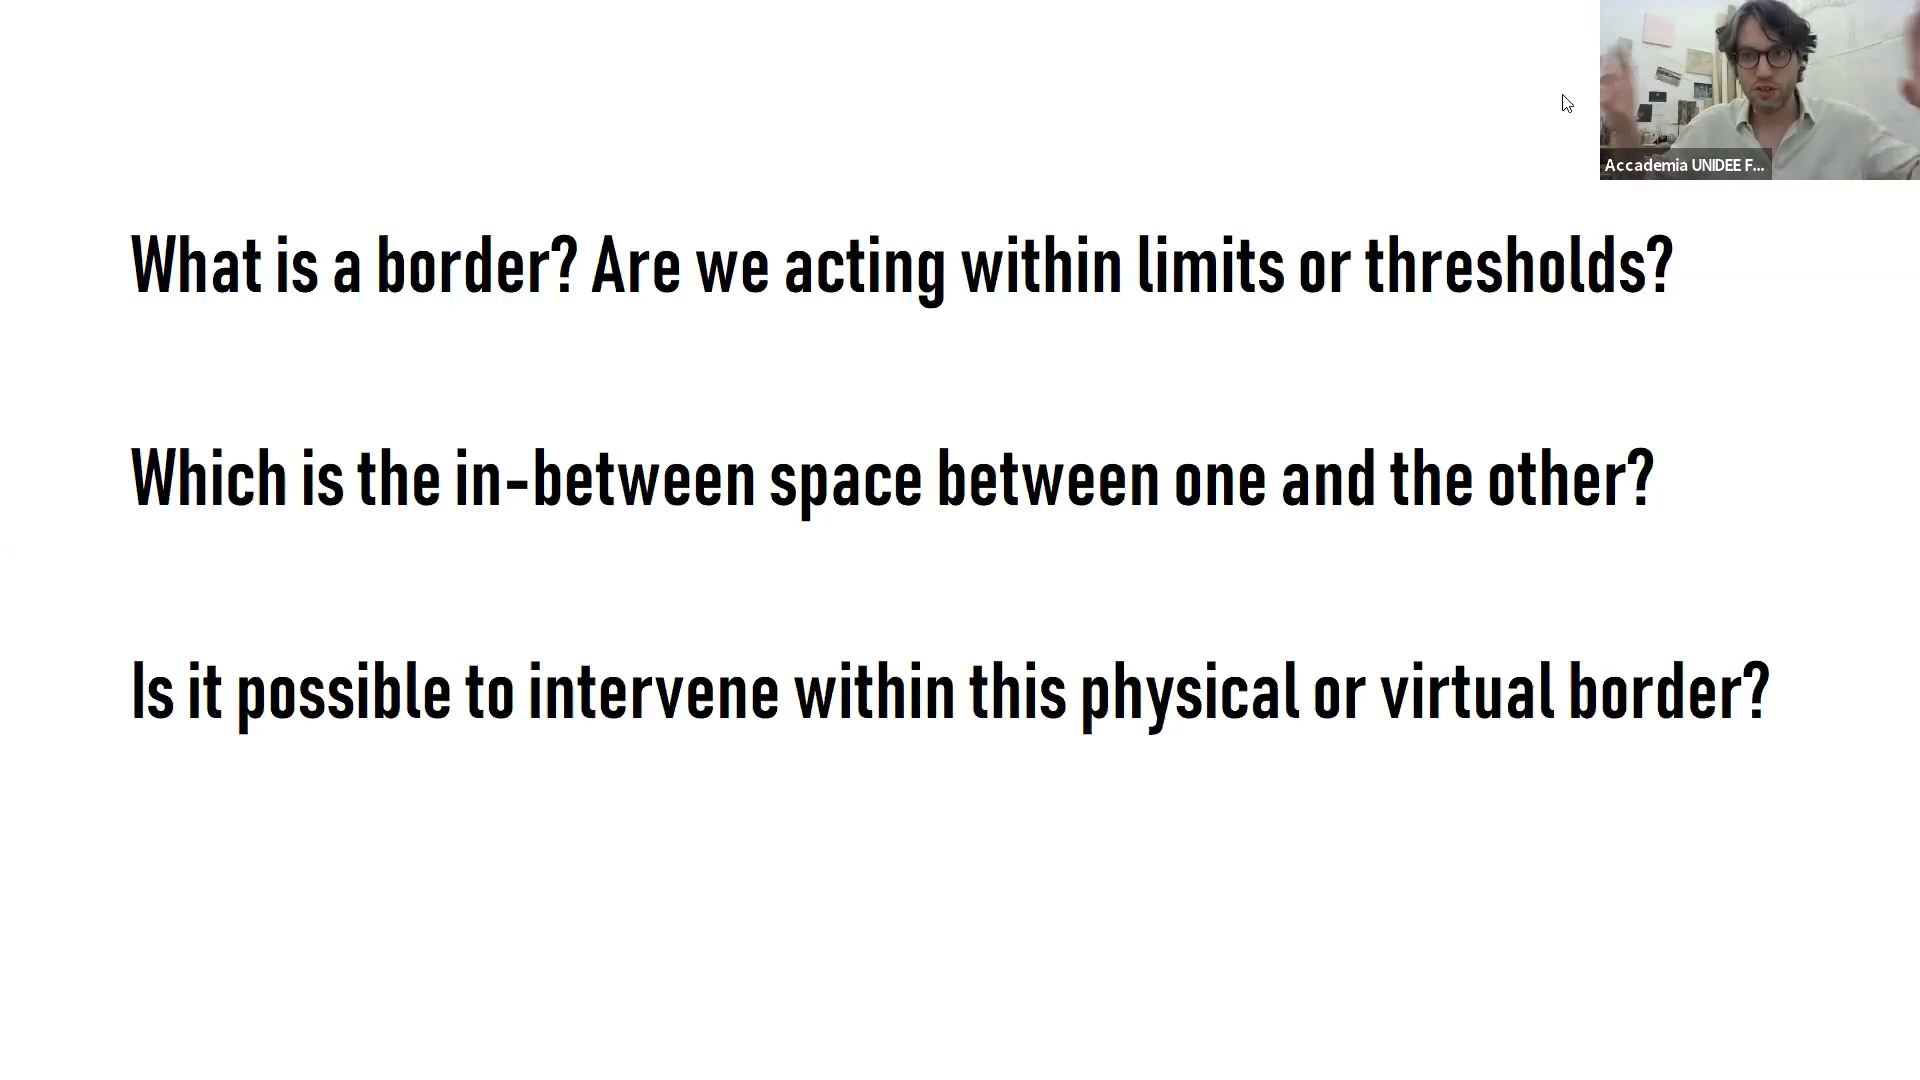 Accademia UNIDEE F...
What is a border? Are we acting within limits or thresholds?
Which is the in-between space between one and the other?
Is it possible to intervene within this physical or virtual border?